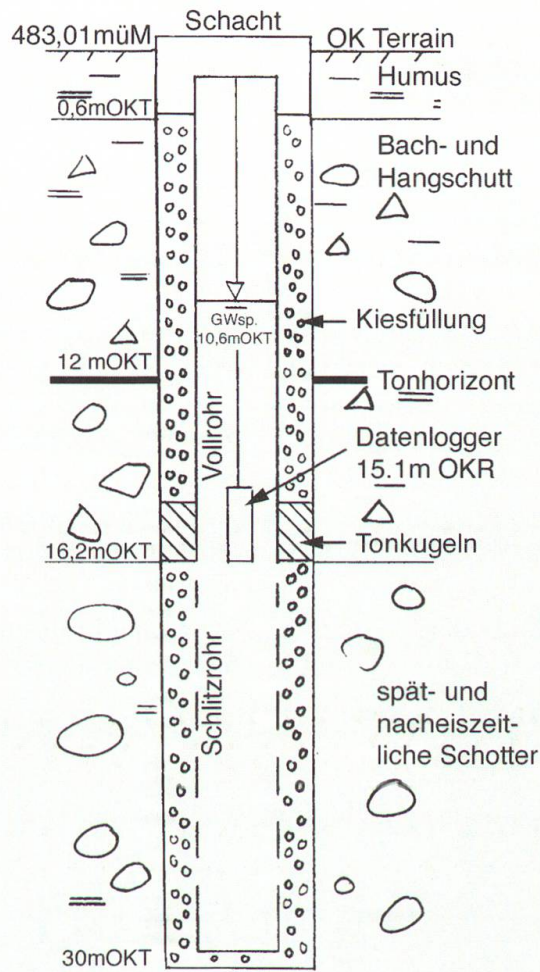 Schacht
483,01müM
OK Terrain
Humus
0,6mOKT
Bach- und
Hangschutt
GWsp.
10,6mOKT
Kiesfüllung
12 mOKT
Tonhorizont
Vollrohr
Datenlogger
15.1m OKR
Tonkugeln
16,2mOKT
Schlitzrohr
spät- und
nacheiszeit-
liche Schotter
30mOKT